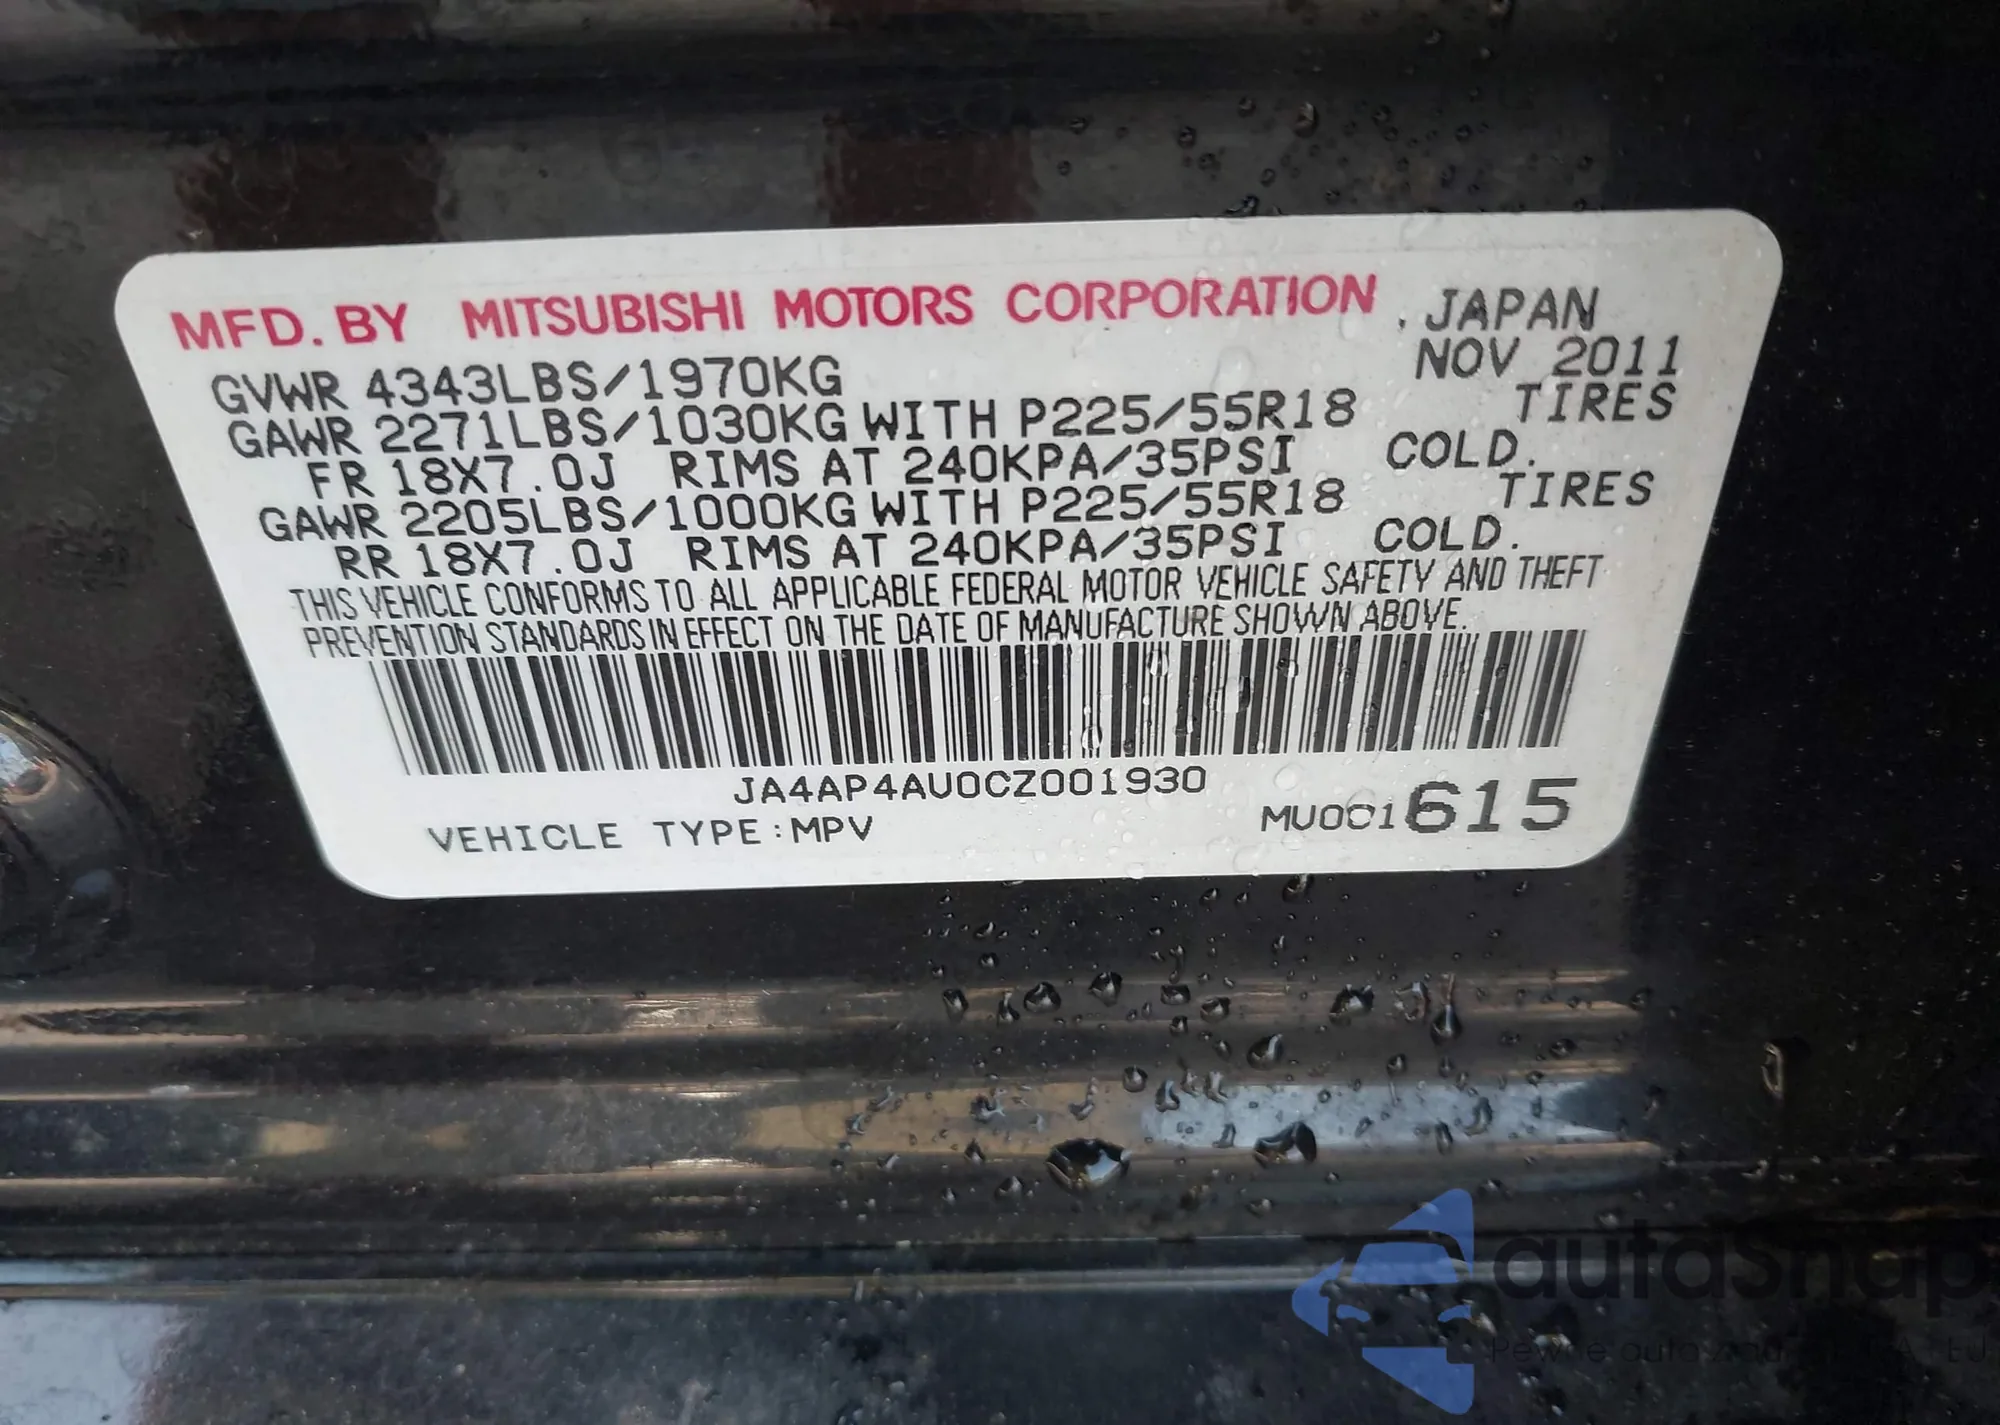 MFD. BY MITSUBISHI MOTORS CORPORATION , JAPAN
GVWR 4343LBS/1970KG NOV 2011
GAWR 2271LBS/1030KG WITH P225/55R18 TIRES
FR 18X7.0J RIMS AT 240KPA/35PSI COLD.
GAWR 2205LBS/1000KG WITH P225/55R18 TIRES
RR 18X7.0J RIMS AT 240KPA/35PSI COLD.
THIS VEHICLE CONFORMS TO ALL APPLICABLE FEDERAL MOTOR VEHICLE SAFETY AND THEFT
PREVENTION STANDARDS IN EFFECT ON THE DATE OF MANUFACTURE SHOWN ABOVE.
JA4AP4AU0CZ001930
VEHICLE TYPE:MPV MU001615
autaSnap